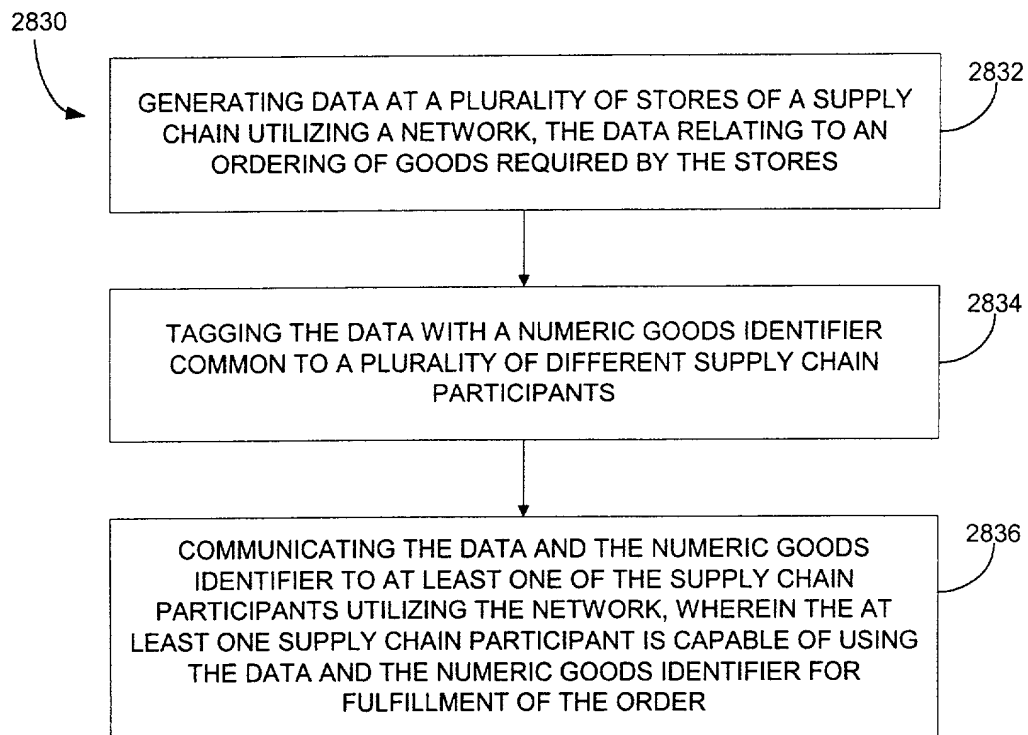 2830
2832
GENERATING DATA AT A PLURALITY OF STORES OF A SUPPLY
CHAIN UTILIZING A NETWORK, THE DATA RELATING TO AN
ORDERING OF GOODS REQUIRED BY THE STORES
2834
TAGGING THE DATA WITH A NUMERIC GOODS IDENTIFIER
COMMON TO A PLURALITY OF DIFFERENT SUPPLY CHAIN
PARTICIPANTS
2836
COMMUNICATING THE DATA AND THE NUMERIC GOODS
IDENTIFIER TO AT LEAST ONE OF THE SUPPLY CHAIN
PARTICIPANTS UTILIZING THE NETWORK, WHEREIN THE AT
LEAST ONE SUPPLY CHAIN PARTICIPANT IS CAPABLE OF USING
THE DATA AND THE NUMERIC GOODS IDENTIFIER FOR
FULFILLMENT OF THE ORDER